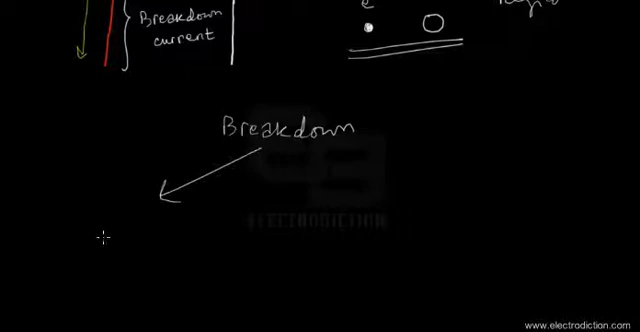 Breakdown
current
e
Breakdown
ELECTRODICTION
www.electrodiction.com